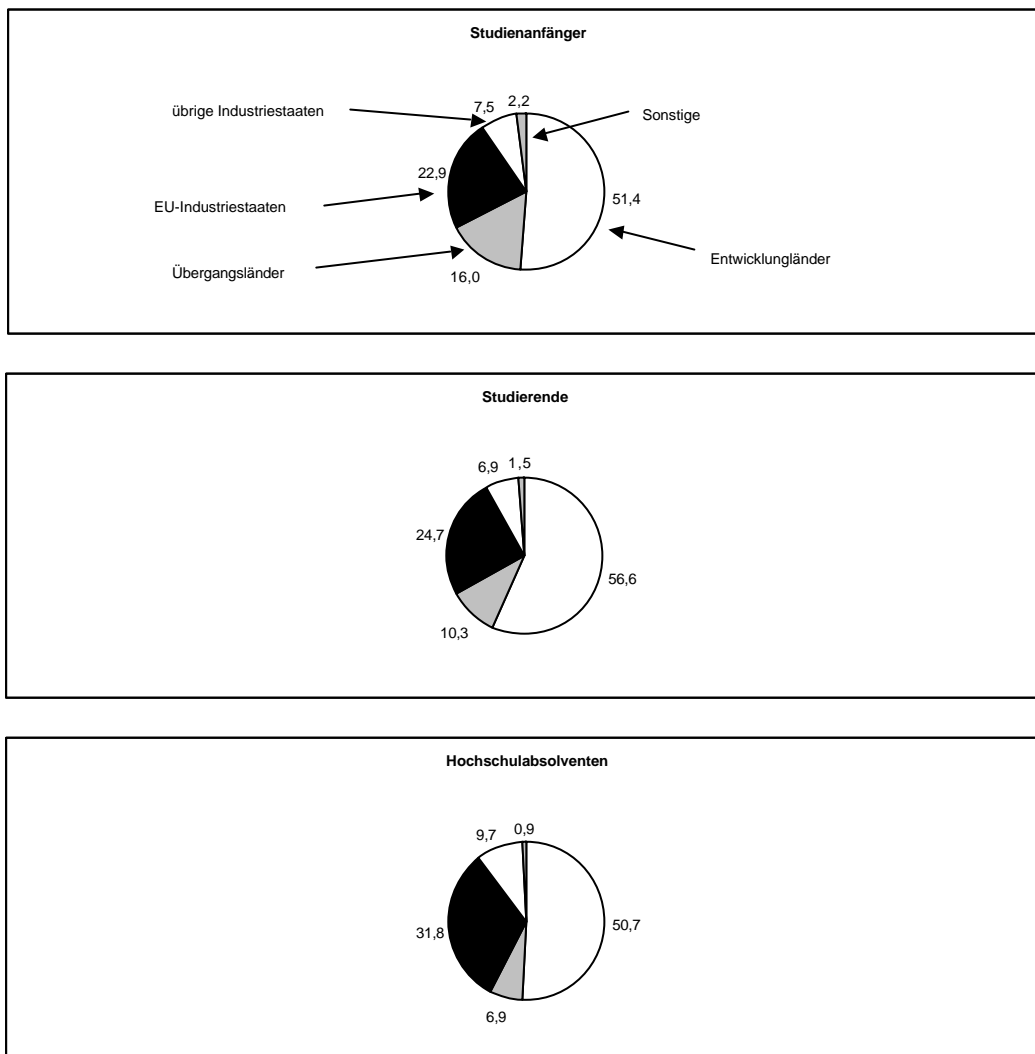 Studienanfänger
7,5 2,2
übrige Industriestaaten
Sonstige
22,9
51,4
EU-Industriestaaten
Entwicklungländer
Übergangsländer
16,0
Studierende
6,9 1,5
24,7
56,6
10,3
Hochschulabsolventen
9,7 0,9
31,8
50,7
6,9